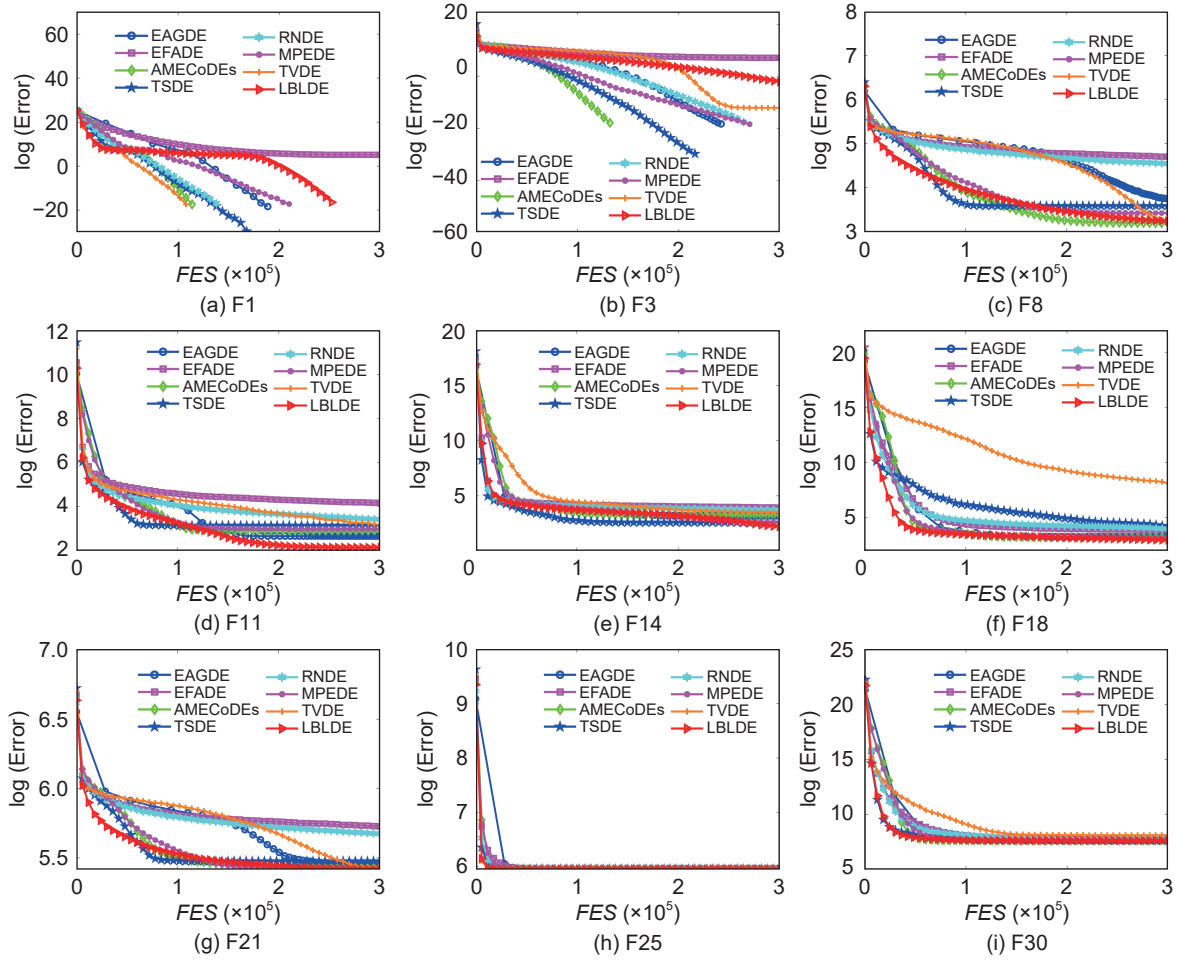 60
40
20
0
−20
log (Error)
EAGDE
EFADE
AMECoDEs
TSDE
RNDE
MPEDE
TVDE
LBLDE
0 1 2 3
FES (×10⁵)
(a) F1
20
0
−20
−40
−60
log (Error)
EAGDE
EFADE
AMECoDEs
TSDE
RNDE
MPEDE
TVDE
LBLDE
0 1 2 3
FES (×10⁵)
(b) F3
8
7
6
5
4
3
log (Error)
EAGDE
EFADE
AMECoDEs
TSDE
RNDE
MPEDE
TVDE
LBLDE
0 1 2 3
FES (×10⁵)
(c) F8
12
10
8
6
4
2
log (Error)
EAGDE
EFADE
AMECoDEs
TSDE
RNDE
MPEDE
TVDE
LBLDE
0 1 2 3
FES (×10⁵)
(d) F11
20
15
10
5
0
log (Error)
EAGDE
EFADE
AMECoDEs
TSDE
RNDE
MPEDE
TVDE
LBLDE
0 1 2 3
FES (×10⁵)
(e) F14
20
15
10
5
log (Error)
EAGDE
EFADE
AMECoDEs
TSDE
RNDE
MPEDE
TVDE
LBLDE
0 1 2 3
FES (×10⁵)
(f) F18
7.0
6.5
6.0
5.5
log (Error)
EAGDE
EFADE
AMECoDEs
TSDE
RNDE
MPEDE
TVDE
LBLDE
0 1 2 3
FES (×10⁵)
(g) F21
10
9
8
7
6
log (Error)
EAGDE
EFADE
AMECoDEs
TSDE
RNDE
MPEDE
TVDE
LBLDE
0 1 2 3
FES (×10⁵)
(h) F25
25
20
15
10
5
log (Error)
EAGDE
EFADE
AMECoDEs
TSDE
RNDE
MPEDE
TVDE
LBLDE
0 1 2 3
FES (×10⁵)
(i) F30